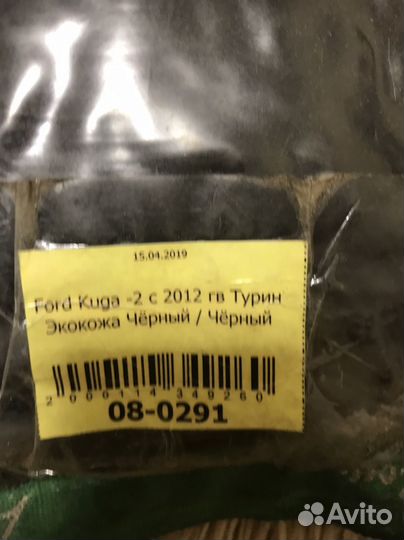 15.04.2019
Ford Kuga -2 с 2012 гв Турин
Экокожа Чёрный / Чёрный
2000114349260
08-0291
Avito